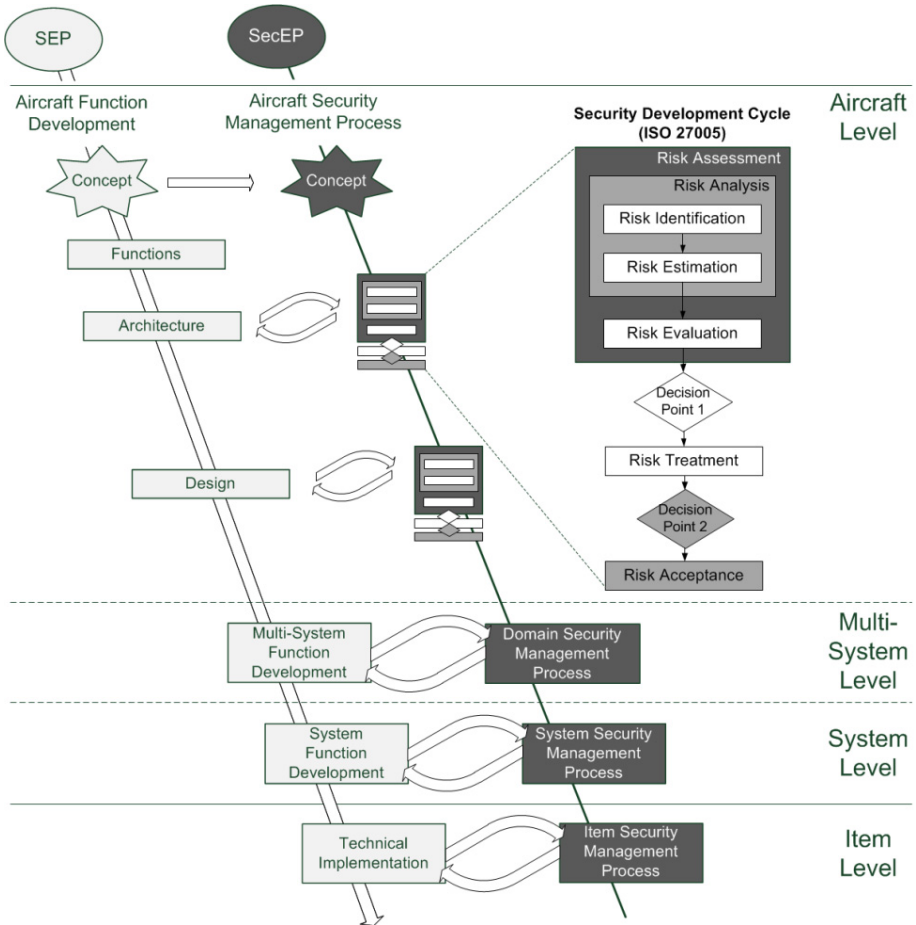 SEP
SecEP
Aircraft Function
Development
Aircraft Security
Management Process
Security Development Cycle
(ISO 27005)
Aircraft
Level
Concept
Concept
Risk Assessment
Risk Analysis
Risk Identification
Risk Estimation
Risk Evaluation
Functions
Architecture
Decision
Point 1
Risk Treatment
Design
Decision
Point 2
Risk Acceptance
Multi-System
Function
Development
Domain Security
Management
Process
Multi-
System
Level
System
Function
Development
System Security
Management
Process
System
Level
Technical
Implementation
Item Security
Management
Process
Item
Level